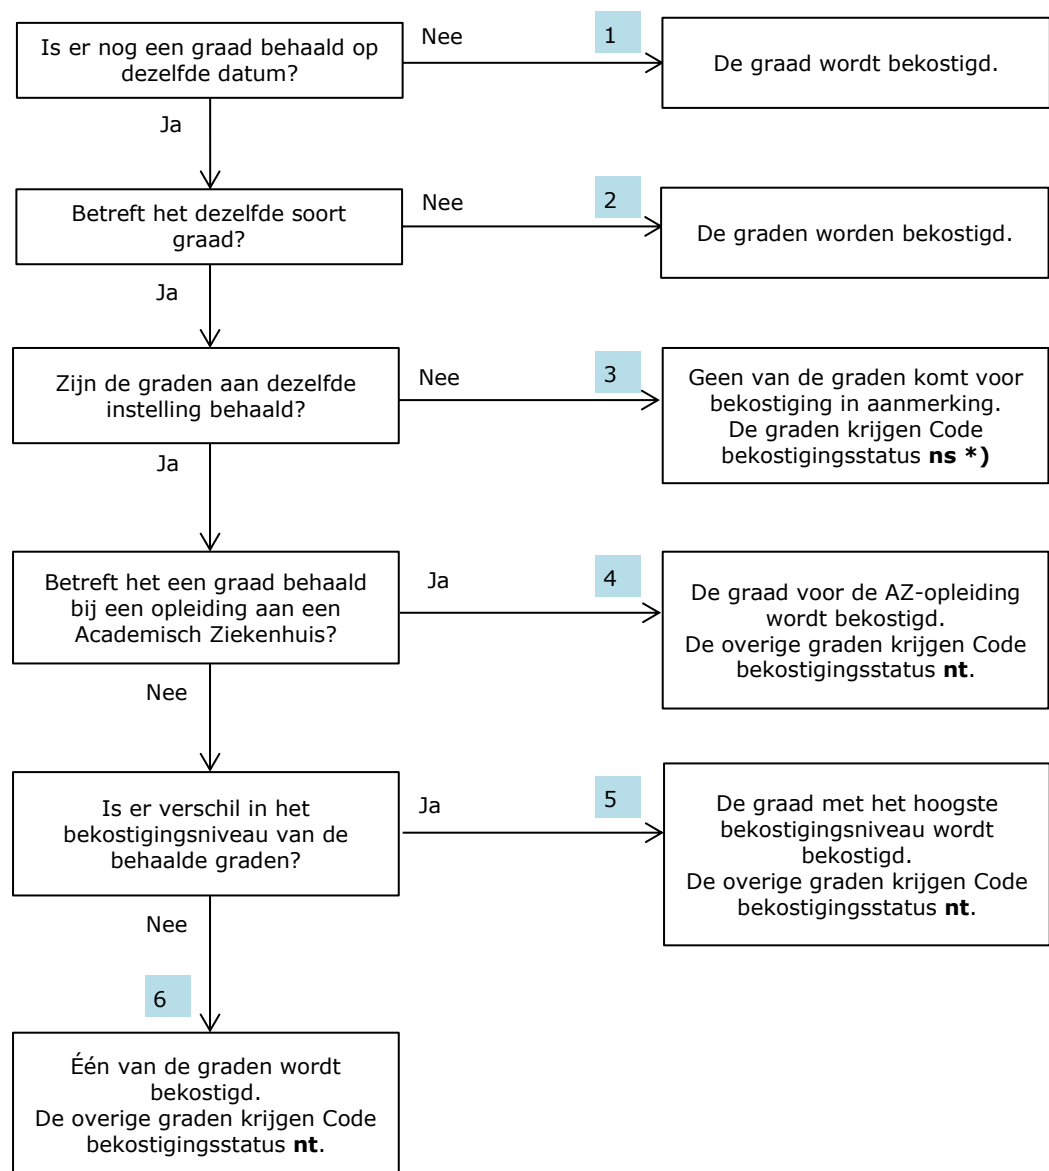 Is er nog een graad behaald op
dezelfde datum?
Nee
1
De graad wordt bekostigd.
Ja
Betreft het dezelfde soort
graad?
Nee
2
De graden worden bekostigd.
Ja
Zijn de graden aan dezelfde
instelling behaald?
Nee
3
Geen van de graden komt voor
bekostiging in aanmerking.
De graden krijgen Code
bekostigingsstatus ns *)
Ja
Betreft het een graad behaald
bij een opleiding aan een
Academisch Ziekenhuis?
Ja
4
De graad voor de AZ-opleiding
wordt bekostigd.
De overige graden krijgen Code
bekostigingsstatus nt.
Nee
Is er verschil in het
bekostigingsniveau van de
behaalde graden?
Ja
5
De graad met het hoogste
bekostigingsniveau wordt
bekostigd.
De overige graden krijgen Code
bekostigingsstatus nt.
Nee
6
Één van de graden wordt
bekostigd.
De overige graden krijgen Code
bekostigingsstatus nt.